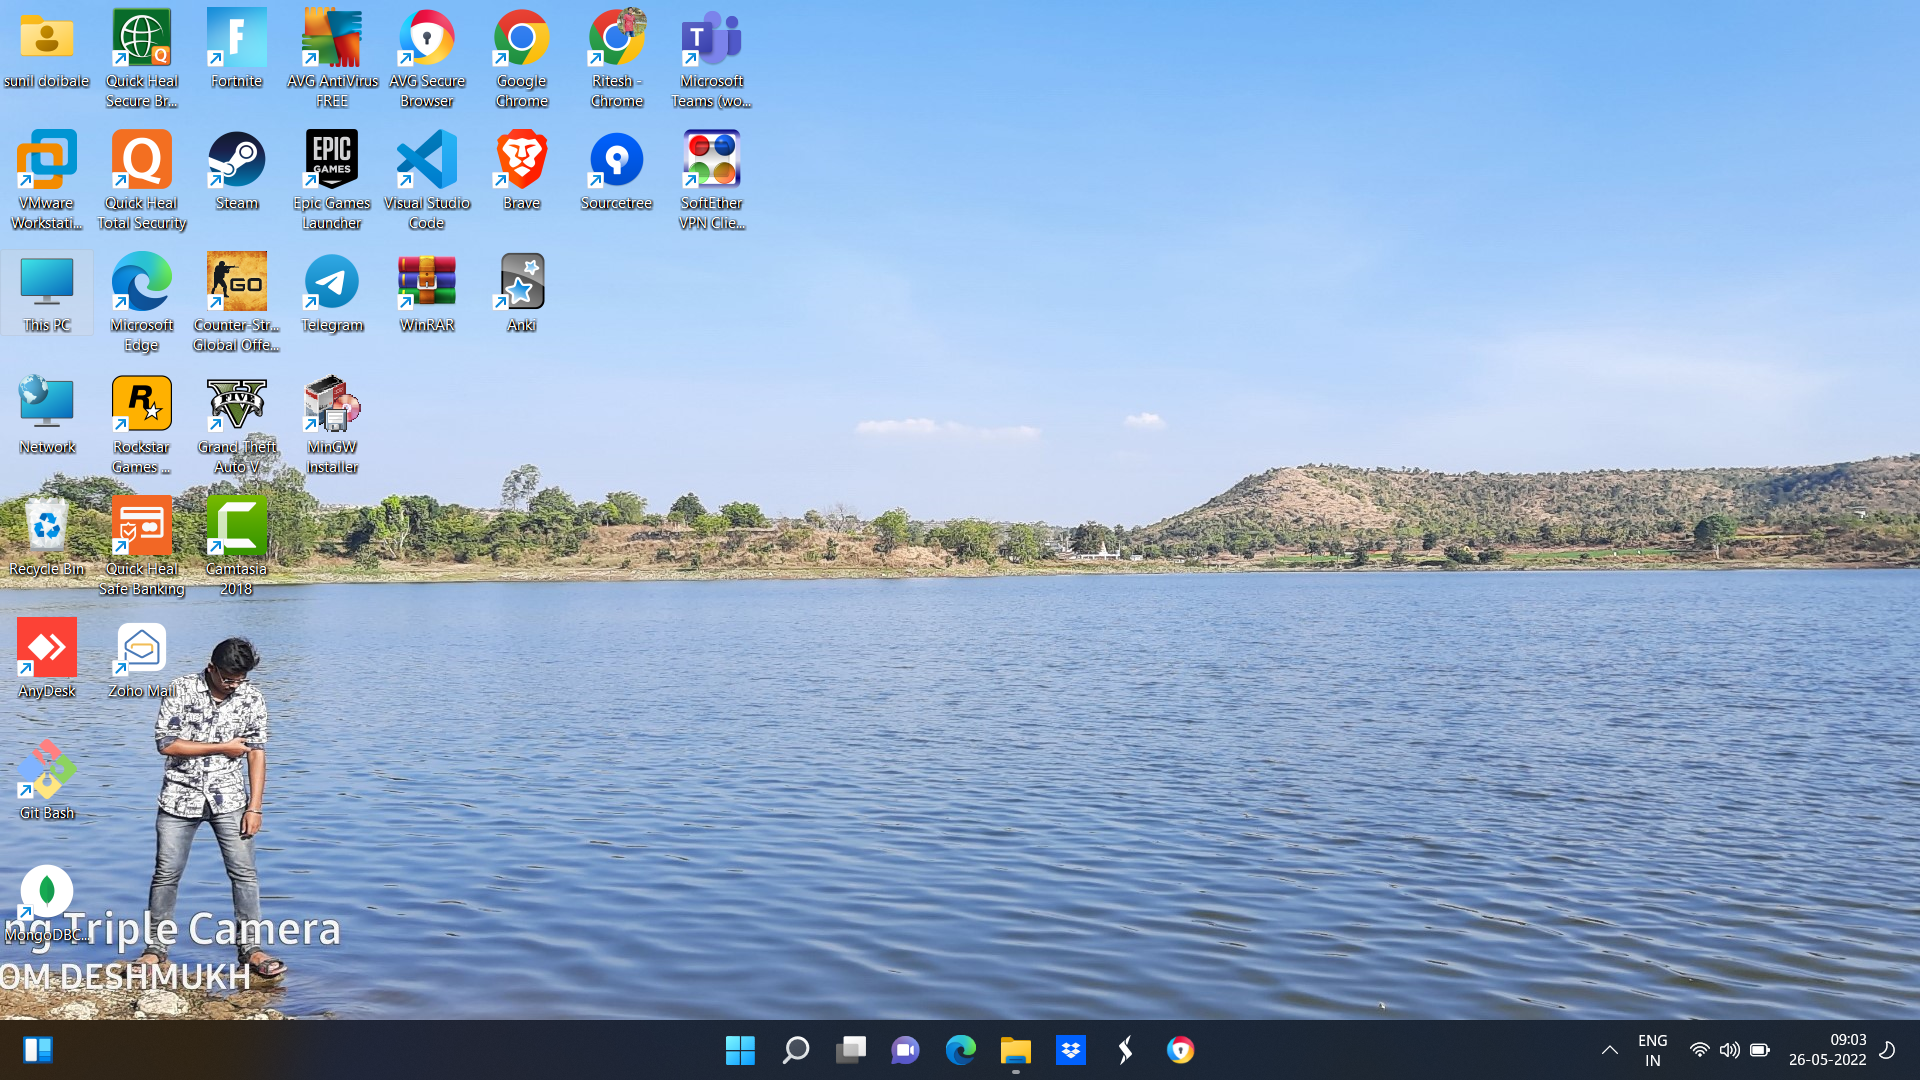 sunil doibale
Quick Heal
Secure Br...
Fortnite
AVG AntiVirus
FREE
AVG Secure
Browser
Google
Chrome
Ritesh -
Chrome
Microsoft
Teams (wo...
VMware
Workstati...
Quick Heal
Total Security
Steam
EPIC
GAMES
Epic Games
Launcher
Visual Studio
Code
Brave
Sourcetree
SoftEther
VPN Clie...
This PC
Microsoft
Edge
GO
Counter-Str...
Global Offe...
Telegram
WinRAR
Anki
Network
Rockstar
Games ...
FIVE
Grand Theft
Auto V
MinGW
Installer
Recycle Bin
Quick Heal
Safe Banking
Camtasia
2018
AnyDesk
Zoho Mail
Git Bash
MongoDBC...
ng Triple Camera
OM DESHMUKH
ENG
IN
09:03
26-05-2022